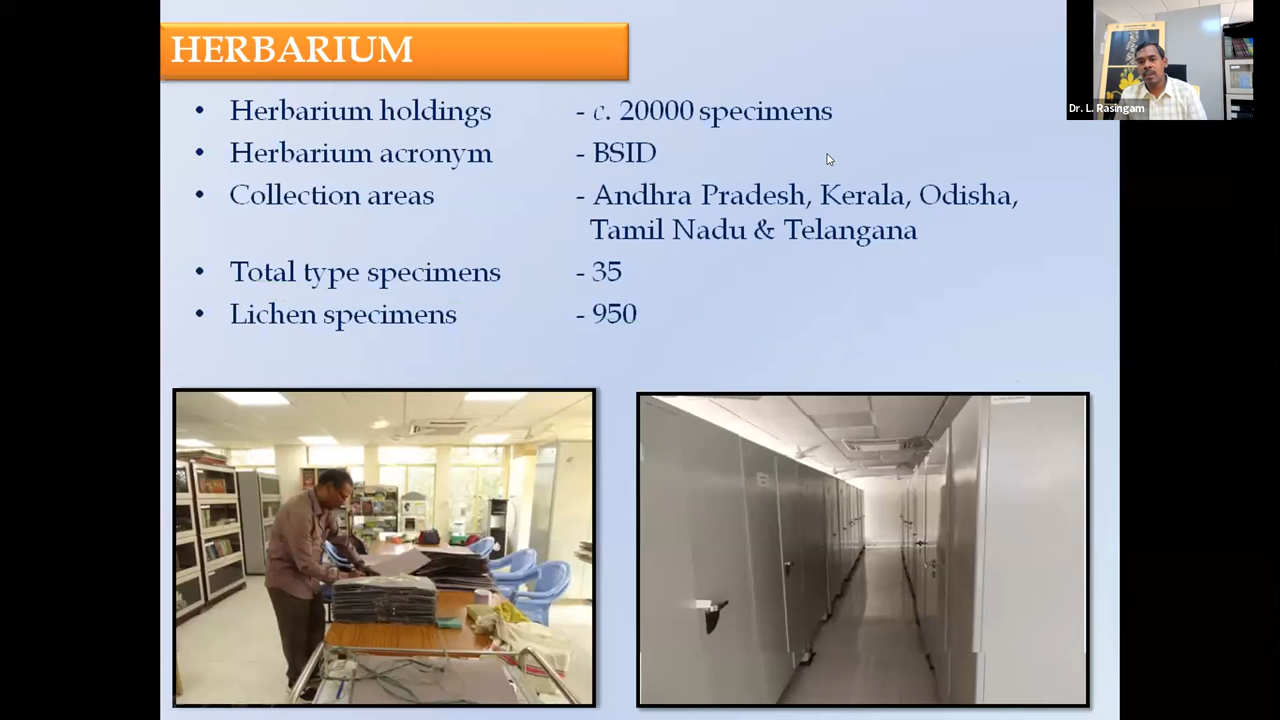 HERBARIUM
Dr. L. Rasingam
• Herbarium holdings - c. 20000 specimens
• Herbarium acronym - BSID
• Collection areas - Andhra Pradesh, Kerala, Odisha,
Tamil Nadu & Telangana
• Total type specimens - 35
• Lichen specimens - 950